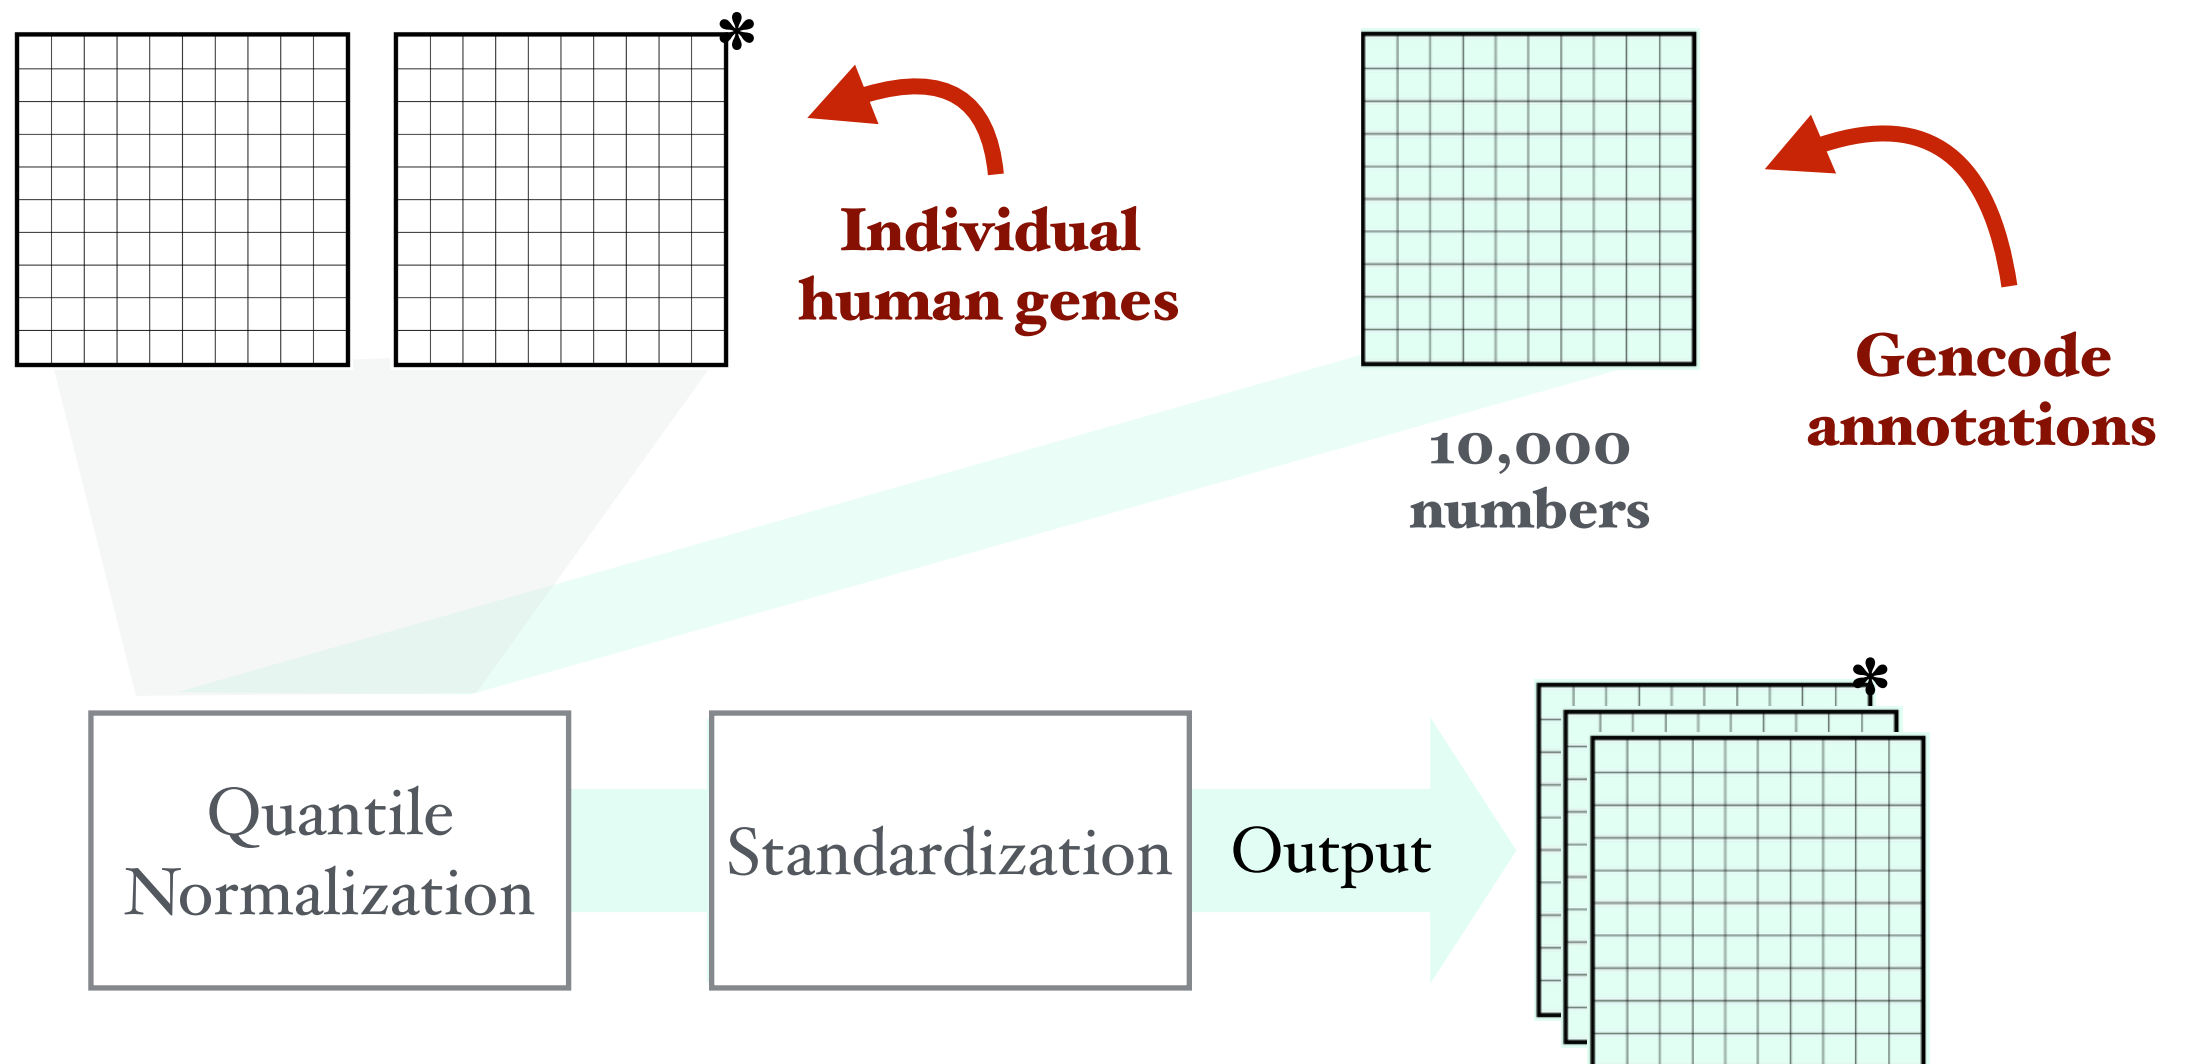 *
Individual
human genes
Gencode
annotations
10,000
numbers
*
Quantile
Normalization
Standardization
Output